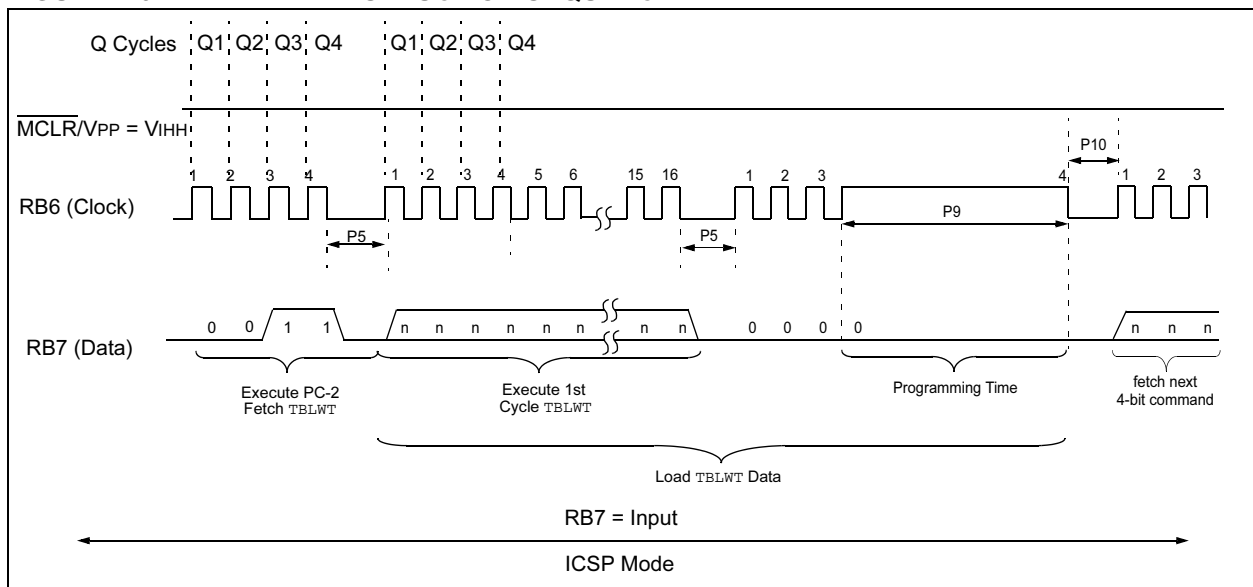 Q Cycles Q1 Q2 Q3 Q4 Q1 Q2 Q3 Q4
MCLR/VPP = VIHH
P10
1 2 3 4 1 2 3 4 5 6 15 16 1 2 3 4 1 2 3
RB6 (Clock)
P5 P5 P9
0 0 1 1 n n n n n n n n 0 0 0 0 n n n
RB7 (Data)
Execute PC-2
Fetch TBLWT
Execute 1st
Cycle TBLWT
Programming Time
fetch next
4-bit command
Load TBLWT Data
RB7 = Input
ICSP Mode